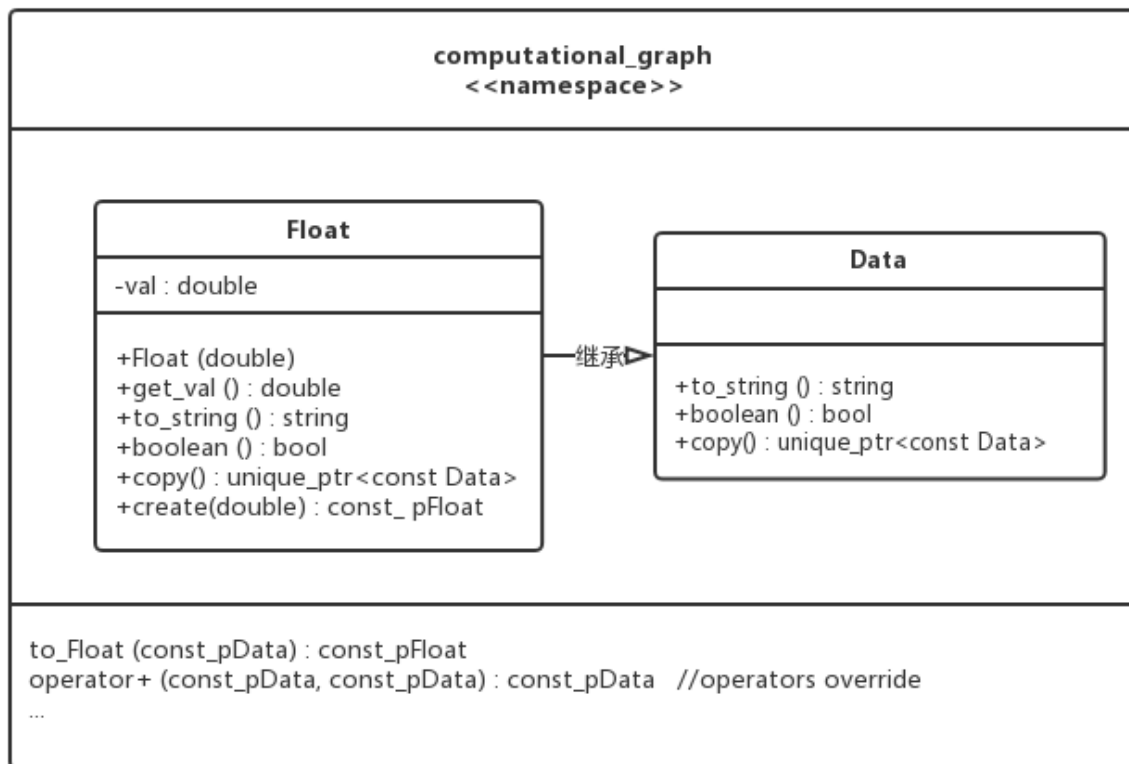 computational_graph
<<namespace>>
Float
-val : double
+Float (double)
+get_val () : double
+to_string () : string
+boolean () : bool
+copy() : unique_ptr<const Data>
+create(double) : const_ pFloat
继承
Data
+to_string () : string
+boolean () : bool
+copy() : unique_ptr<const Data>
to_Float (const_pData) : const_pFloat
operator+ (const_pData, const_pData) : const_pData   //operators override
...